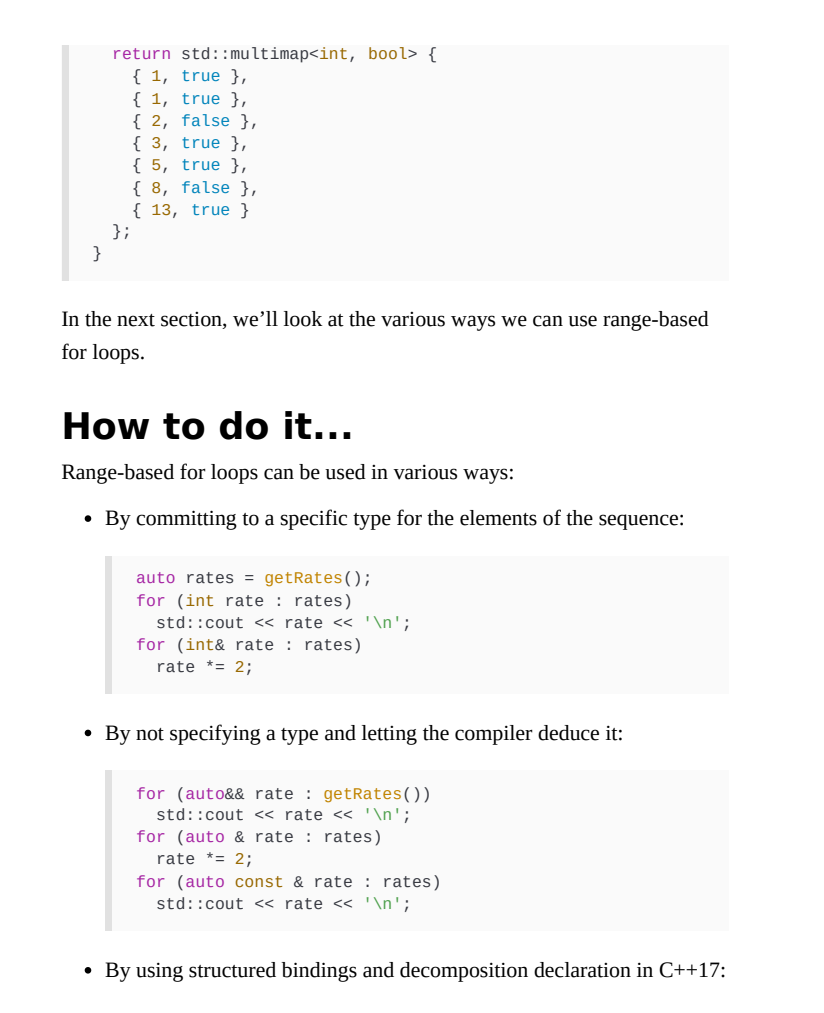 return std::multimap<int, bool> {
{ 1, true },
{ 1, true },
{ 2, false },
{ 3, true },
{ 5, true },
{ 8, false },
{ 13, true }
};
}
In the next section, we’ll look at the various ways we can use range-based
for loops.
How to do it...
Range-based for loops can be used in various ways:
• By committing to a specific type for the elements of the sequence:
auto rates = getRates();
for (int rate : rates)
std::cout << rate << '\n';
for (int& rate : rates)
rate *= 2;
• By not specifying a type and letting the compiler deduce it:
for (auto&& rate : getRates())
std::cout << rate << '\n';
for (auto & rate : rates)
rate *= 2;
for (auto const & rate : rates)
std::cout << rate << '\n';
• By using structured bindings and decomposition declaration in C++17: